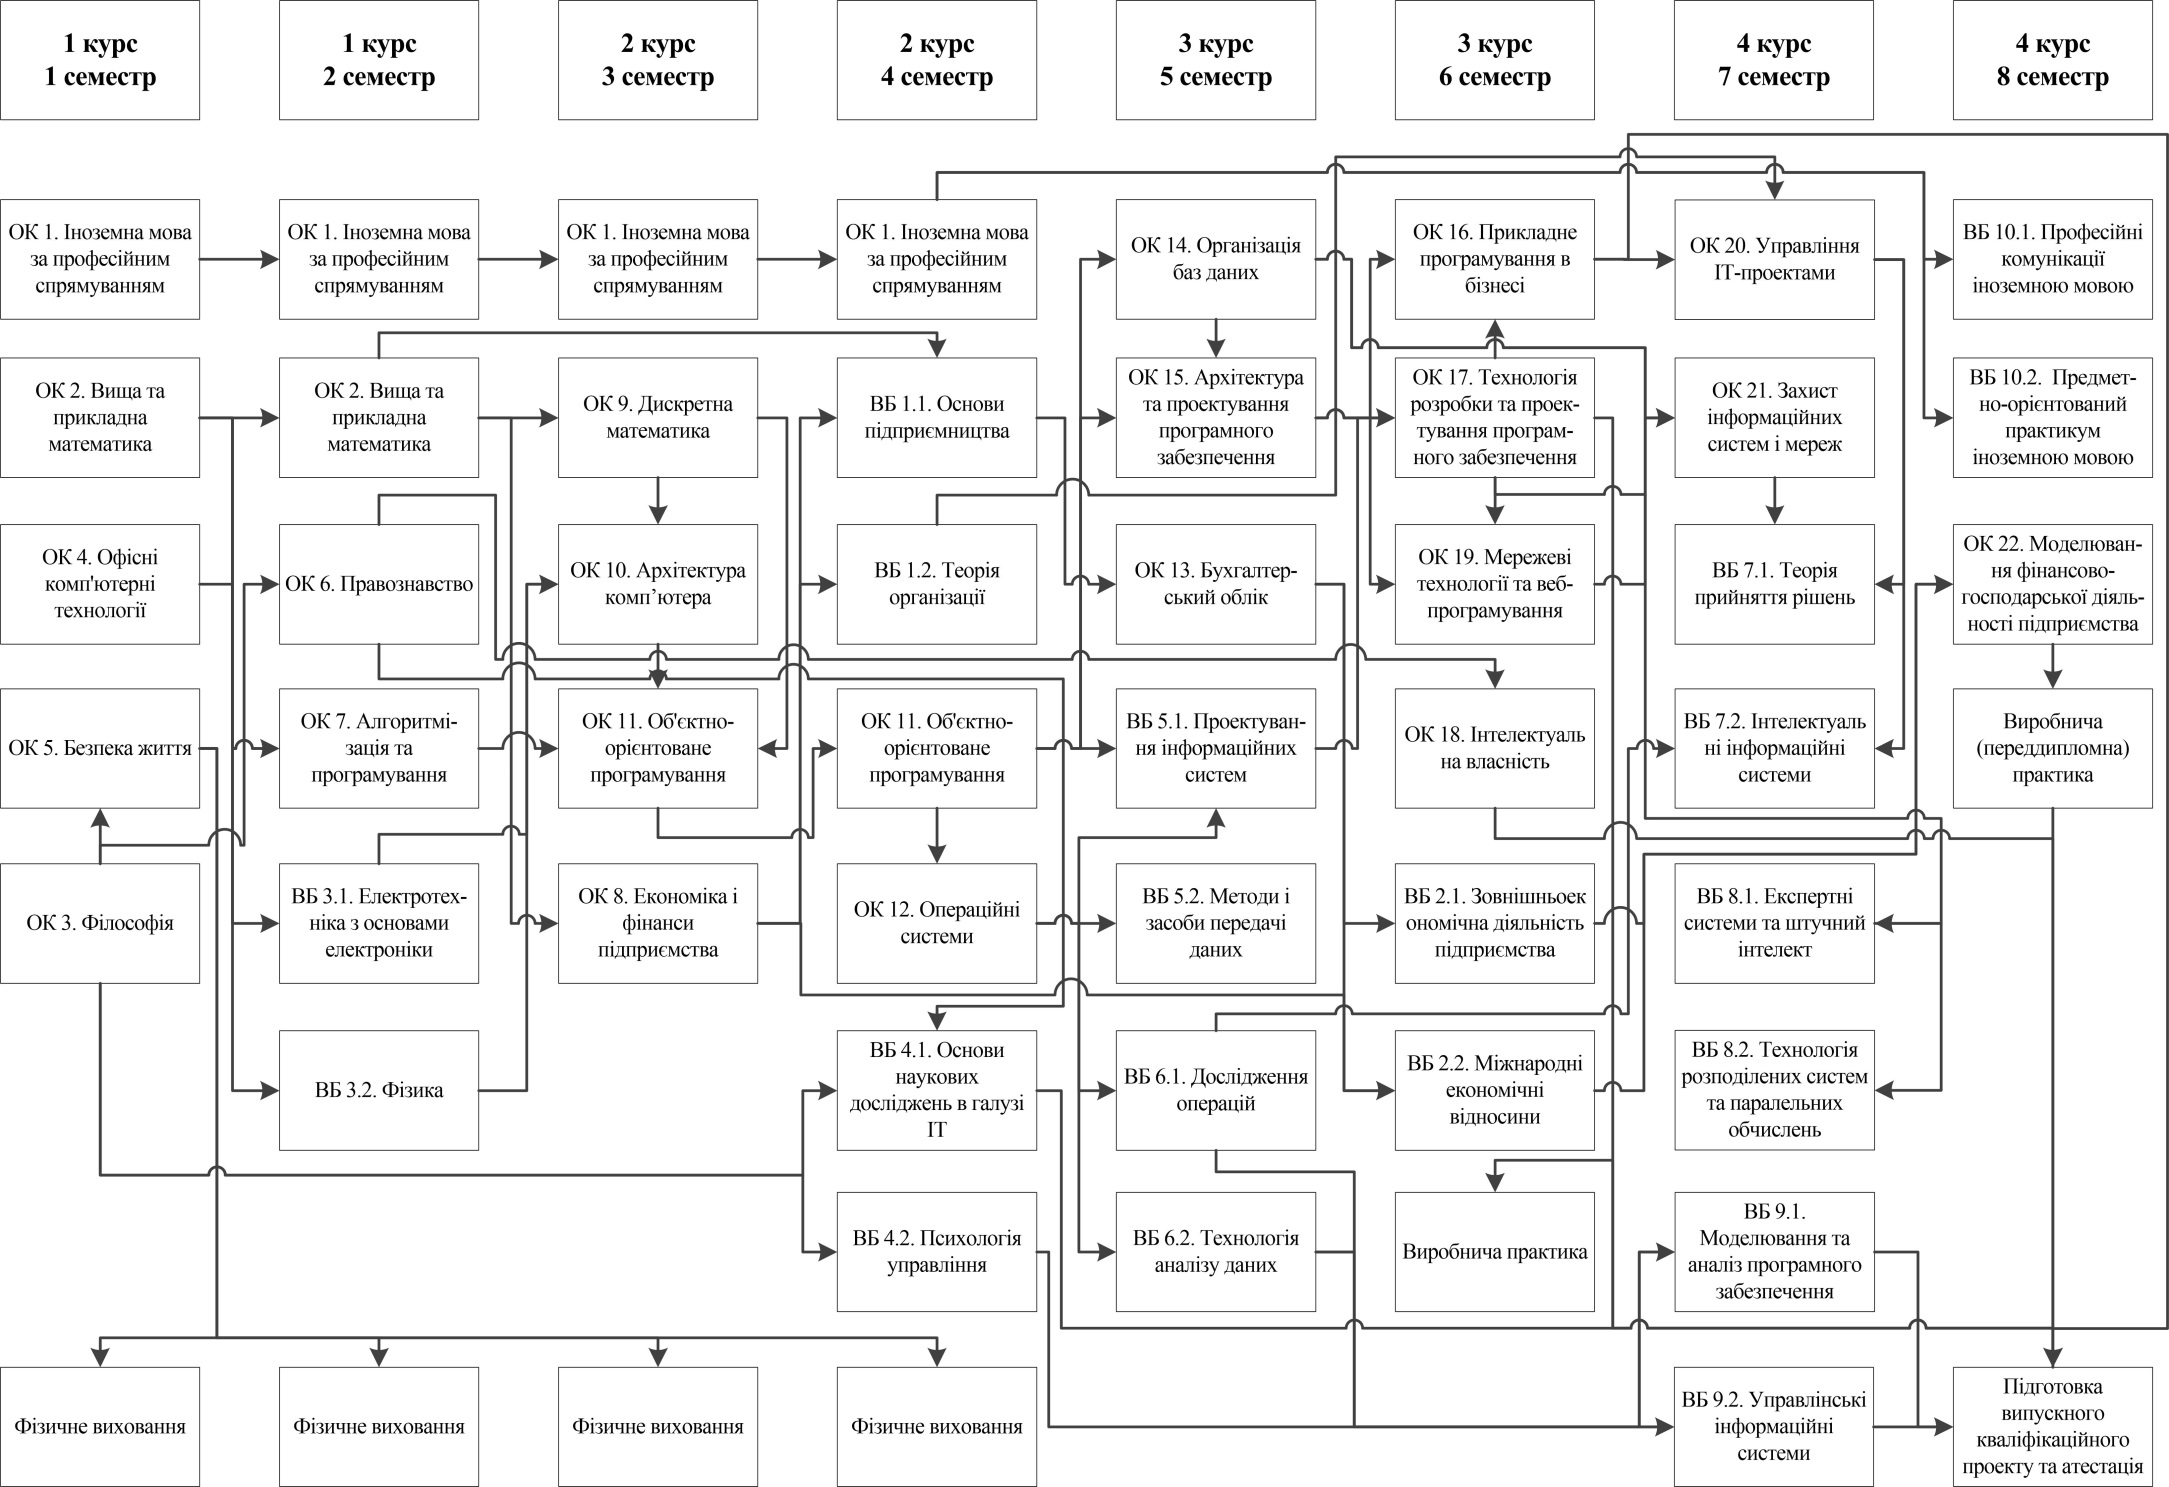 1 курс
1 семестр
1 курс
2 семестр
2 курс
3 семестр
2 курс
4 семестр
3 курс
5 семестр
3 курс
6 семестр
4 курс
7 семестр
4 курс
8 семестр
ОК 1. Іноземна мова
за професійним
спрямуванням
ОК 1. Іноземна мова
за професійним
спрямуванням
ОК 1. Іноземна мова
за професійним
спрямуванням
ОК 1. Іноземна мова
за професійним
спрямуванням
ОК 14. Організація
баз даних
ОК 16. Прикладне
програмування в
бізнесі
ОК 20. Управління
ІТ-проектами
ВБ 10.1. Професійні
комунікації
іноземною мовою
ОК 2. Вища та
прикладна
математика
ОК 2. Вища та
прикладна
математика
ОК 9. Дискретна
математика
ВБ 1.1. Основи
підприємництва
ОК 15. Архітектура
та проектування
програмного
забезпечення
ОК 17. Технологія
розробки та проек-
тування програм-
ного забезпечення
ОК 21. Захист
інформаційних
систем і мереж
ВБ 10.2. Предмет-
но-орієнтований
практикум
іноземною мовою
ОК 4. Офісні
комп'ютерні
технології
ОК 6. Правознавство
ОК 10. Архітектура
комп’ютера
ВБ 1.2. Теорія
організації
ОК 13. Бухгалтер-
ський облік
ОК 19. Мережеві
технології та веб-
програмування
ВБ 7.1. Теорія
прийняття рішень
ОК 22. Моделюван-
ня фінансово-
господарської діяль-
ності підприємства
ОК 5. Безпека життя
ОК 7. Алгоритмі-
зація та
програмування
ОК 11. Об'єктно-
орієнтоване
програмування
ОК 11. Об'єктно-
орієнтоване
програмування
ВБ 5.1. Проектуван-
ня інформаційних
систем
ОК 18. Інтелектуаль
на власність
ВБ 7.2. Інтелектуаль
ні інформаційні
системи
Виробнича
(переддипломна)
практика
ОК 3. Філософія
ВБ 3.1. Електротех-
ніка з основами
електроніки
ОК 8. Економіка і
фінанси
підприємства
ОК 12. Операційні
системи
ВБ 5.2. Методи і
засоби передачі
даних
ВБ 2.1. Зовнішньоек
ономічна діяльність
підприємства
ВБ 8.1. Експертні
системи та штучний
інтелект
ВБ 3.2. Фізика
ВБ 4.1. Основи
наукових
досліджень в галузі
ІТ
ВБ 6.1. Дослідження
операцій
ВБ 2.2. Міжнародні
економічні
відносини
ВБ 8.2. Технологія
розподілених систем
та паралельних
обчислень
ВБ 4.2. Психологія
управління
ВБ 6.2. Технологія
аналізу даних
Виробнича практика
ВБ 9.1.
Моделювання та
аналіз програмного
забезпечення
Фізичне виховання
Фізичне виховання
Фізичне виховання
Фізичне виховання
ВБ 9.2. Управлінські
інформаційні
системи
Підготовка
випускного
кваліфікаційного
проекту та атестація